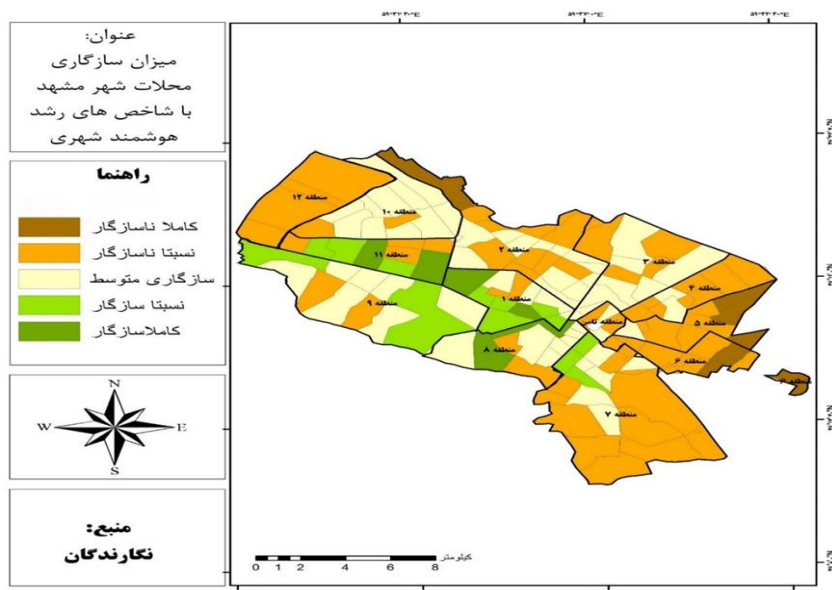 عنوان:
میزان سازگاری
محلات شهر مشهد
با شاخص های رشد
هوشمند شهری
راهنما
کاملا ناسازگار
نسبتا ناسازگار
سازگاری متوسط
نسبتا سازگار
کاملاسازگار
N
W E
S
منبع:
نگارندگان
منطقه ۱۲
منطقه ۱۰
منطقه ۲
منطقه ۳
منطقه ۱۱
منطقه ۴
منطقه ۹
منطقه ۱
منطقه ثامن
منطقه ۵
منطقه ۸
منطقه ۶
منطقه ۷
کیلومتر
0 1 2 4 6 8